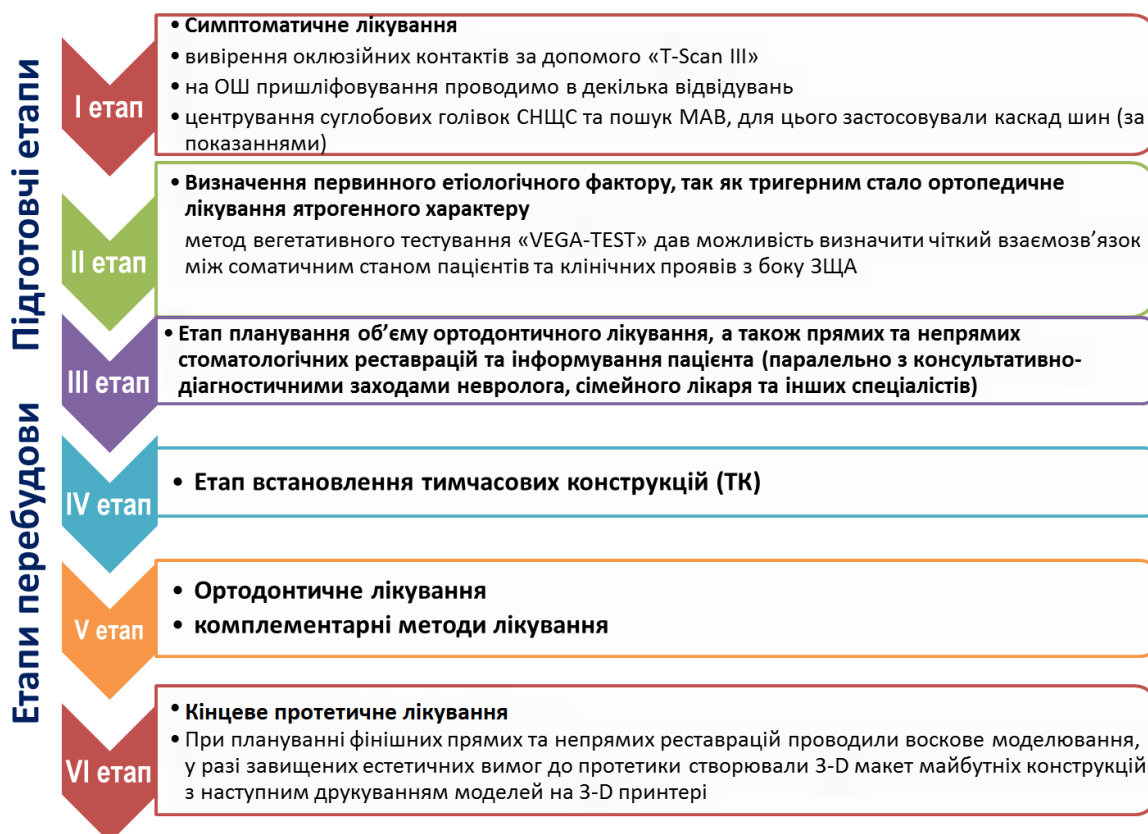 Підготовчі етапи
I етап
• Симптоматичне лікування
• вивірення оклюзійних контактів за допомого «T-Scan III»
• на ОШ пришліфовування проводимо в декілька відвідувань
• центрування суглобових голівок СНЩС та пошук МАВ, для цього застосовували каскад шин (за
показаннями)
II етап
• Визначення первинного етіологічного фактору, так як тригерним стало ортопедичне
лікування ятрогенного характеру
метод вегетативного тестування «VEGA-TEST» дав можливість визначити чіткий взаємозв’язок
між соматичним станом пацієнтів та клінічних проявів з боку ЗЩА
III етап
• Етап планування об’єму ортодонтичного лікування, а також прямих та непрямих
стоматологічних реставрацій та інформування пацієнта (паралельно з консультативно-
діагностичними заходами невролога, сімейного лікаря та інших спеціалістів)
Етапи перебудови
IV етап
• Етап встановлення тимчасових конструкцій (ТК)
V етап
• Ортодонтичне лікування
• комплементарні методи лікування
VI етап
• Кінцеве протетичне лікування
• При плануванні фінішних прямих та непрямих реставрацій проводили воскове моделювання,
у разі завищених естетичних вимог до протетики створювали 3-D макет майбутніх конструкцій
з наступним друкуванням моделей на 3-D принтері